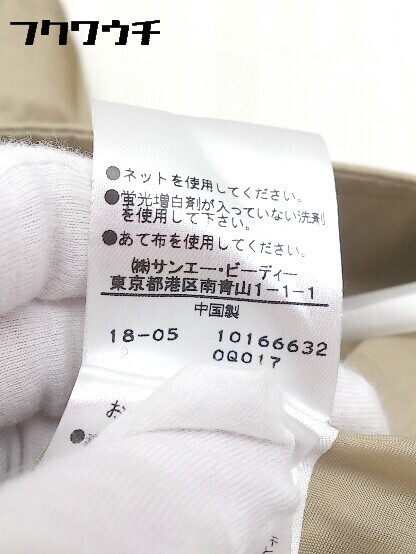 フクワウチ
●ネットを使用してください。
●蛍光増白剤が入っていない洗剤
を使用して下さい。
●あて布を使用してください。
(株)サンエー・ビーディー
東京都港区南青山1-1-1
中国製
18-05 10166632
0Q017
お